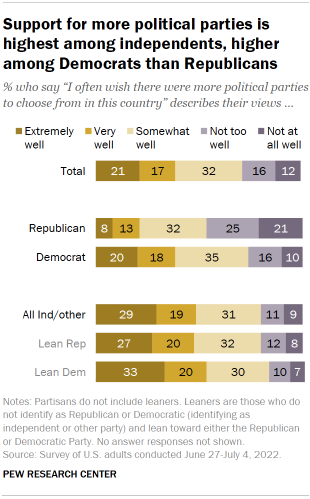 Support for more political parties is
highest among independents, higher
among Democrats than Republicans
% who say “I often wish there were more political parties
to choose from in this country” describes their views ...
Extremely well Very well Somewhat well Not too well Not at all well
Total 21 17 32 16 12
Republican 8 13 32 25 21
Democrat 20 18 35 16 10
All Ind/other 29 19 31 11 9
Lean Rep 27 20 32 12 8
Lean Dem 33 20 30 10 7
Notes: Partisans do not include leaners. Leaners are those who do
not identify as Republican or Democratic (identifying as
independent or other party) and lean toward either the Republican
or Democratic Party. No answer responses not shown.
Source: Survey of U.S. adults conducted June 27-July 4, 2022.
PEW RESEARCH CENTER